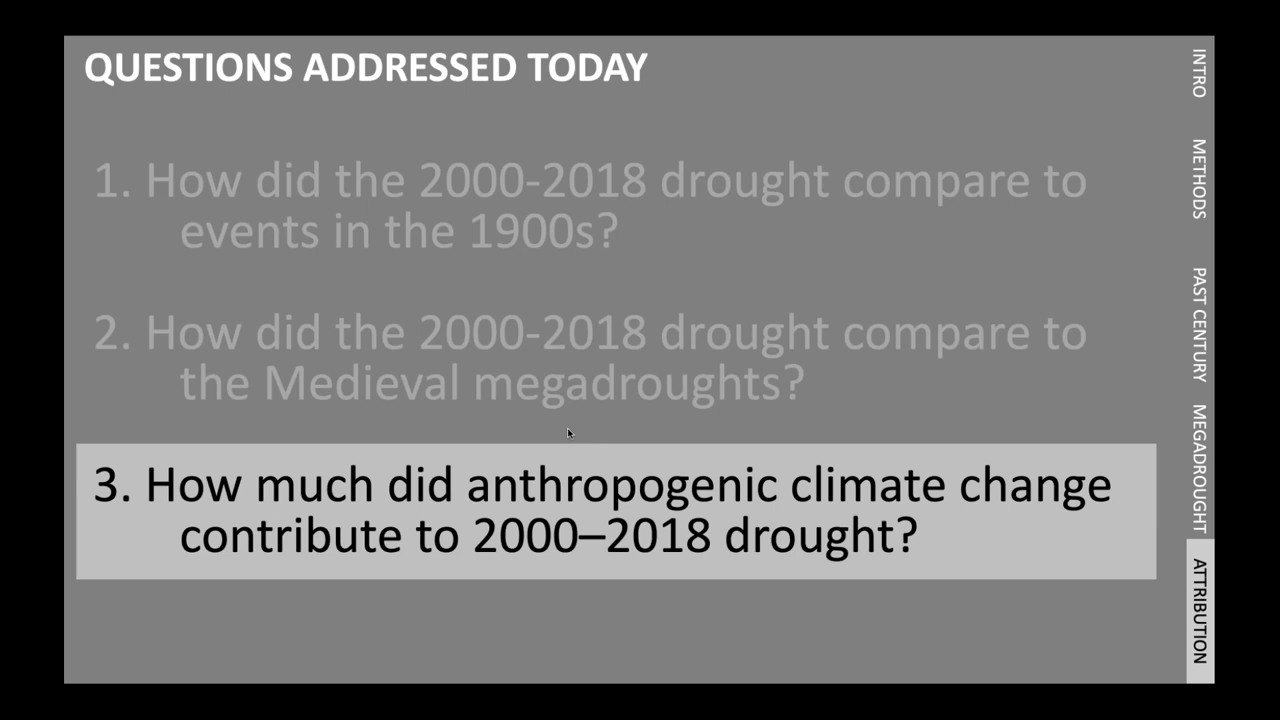 QUESTIONS ADDRESSED TODAY
1. How did the 2000-2018 drought compare to
events in the 1900s?
2. How did the 2000-2018 drought compare to
the Medieval megadroughts?
3. How much did anthropogenic climate change
contribute to 2000–2018 drought?
INTRO
METHODS
PAST CENTURY
MEGADROUGHT
ATTRIBUTION